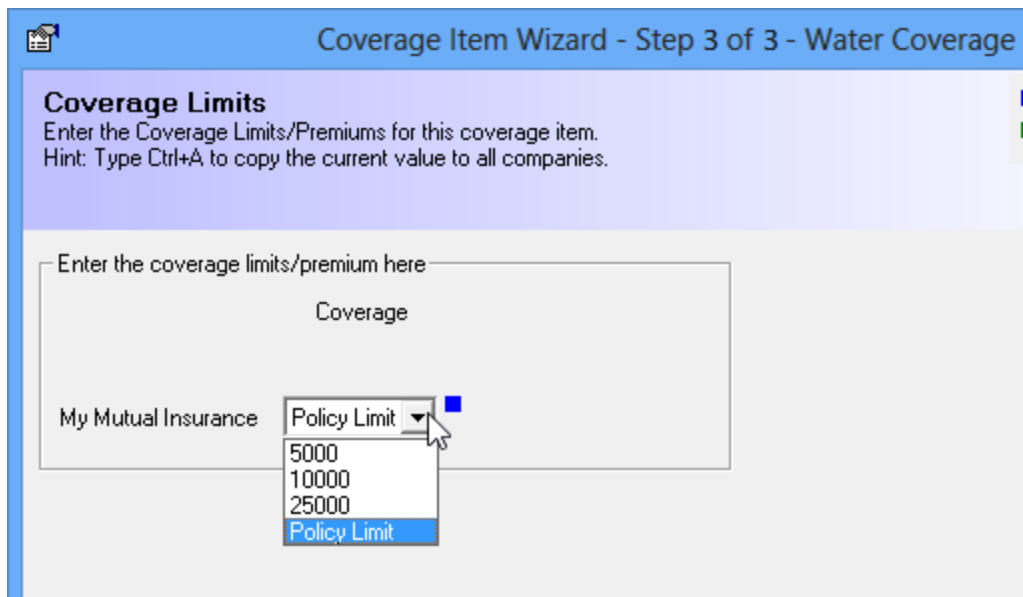 Coverage Item Wizard - Step 3 of 3 - Water Coverage
Coverage Limits
Enter the Coverage Limits/Premiums for this coverage item.
Hint: Type Ctrl+A to copy the current value to all companies.
Enter the coverage limits/premium here
Coverage
My Mutual Insurance
Policy Limit
5000
10000
25000
Policy Limit